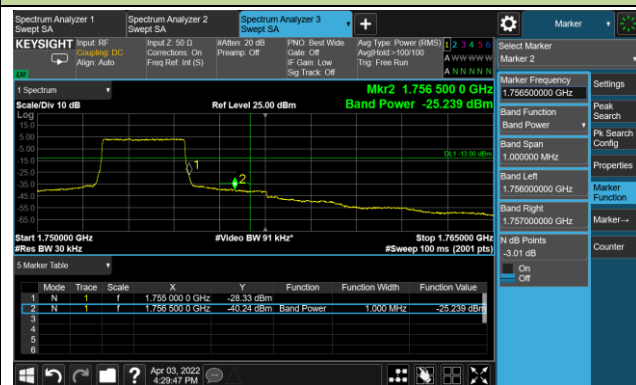 Spectrum Analyzer 1
Swept SA
Spectrum Analyzer 2
Swept SA
Spectrum Analyzer 3
Swept SA
Marker
KEYSIGHT
Input: RF
Coupling: DC
Align: Auto
Input Z: 50 Ω
Corrections: On
Freq Ref: Int (S)
#Atten: 20 dB
Preamp: Off
PNO: Best Wide
Gate: Off
IF Gain: Low
Sig Track: Off
Avg Type: Power (RMS)
Avg|Hold:>100/100
Trig: Free Run
1 2 3 4 5 6
A W W W W W
A N N N N N
LXI
Select Marker
Marker 2
1 Spectrum
Scale/Div 10 dB
Log
Ref Level 25.00 dBm
Mkr2 1.756 500 0 GHz
Band Power -25.239 dBm
15.0
5.00
-5.00
-15.0
-25.0
-35.0
-45.0
-55.0
-65.0
DL1 -13.00 dBm
1
2
Start 1.750000 GHz
#Res BW 30 kHz
#Video BW 91 kHz*
Stop 1.765000 GHz
#Sweep 100 ms (2001 pts)
5 Marker Table
Mode Trace Scale X Y Function Function Width Function Value
1 N 1 f 1.755 000 0 GHz -28.33 dBm
2 N 1 f 1.756 500 0 GHz -40.24 dBm Band Power 1.000 MHz -25.239 dBm
3
4
5
6
Marker Frequency
1.756500000 GHz
Band Function
Band Power
Band Span
1.000000 MHz
Band Left
1.756000000 GHz
Band Right
1.757000000 GHz
N dB Points
-3.01 dB
On
Off
Settings
Peak
Search
Pk Search
Config
Properties
Marker
Function
Marker→
Counter
?
Apr 03, 2022
4:29:47 PM